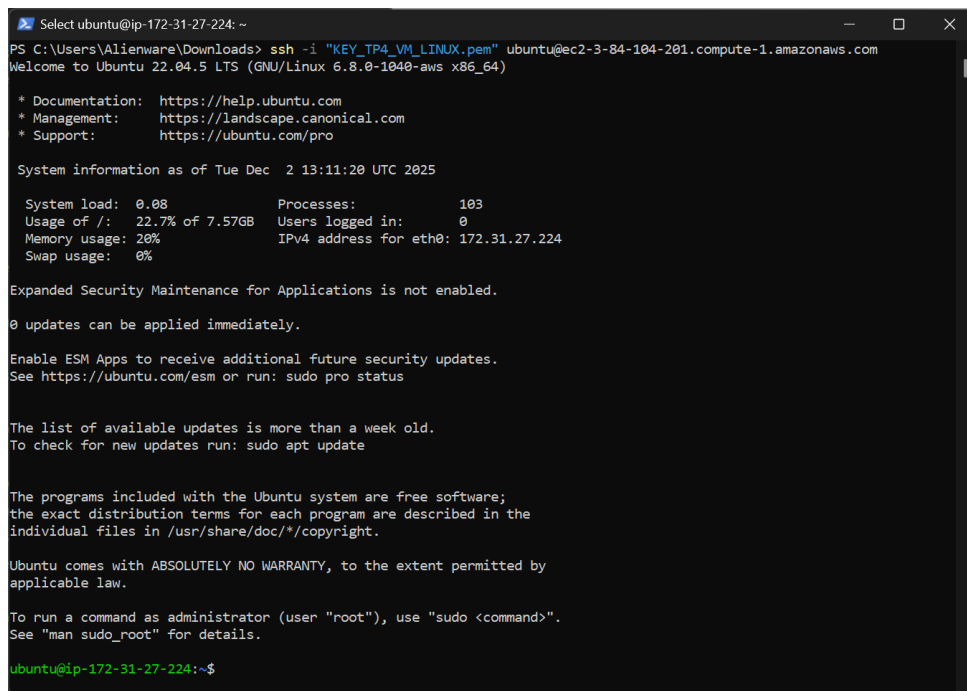 Select ubuntu@ip-172-31-27-224: ~
PS C:\Users\Alienware\Downloads> ssh -i "KEY_TP4_VM_LINUX.pem" ubuntu@ec2-3-84-104-201.compute-1.amazonaws.com
Welcome to Ubuntu 22.04.5 LTS (GNU/Linux 6.8.0-1040-aws x86_64)
* Documentation:  https://help.ubuntu.com
* Management:     https://landscape.canonical.com
* Support:        https://ubuntu.com/pro
System information as of Tue Dec  2 13:11:20 UTC 2025
System load:  0.08               Processes:             103
Usage of /:   22.7% of 7.57GB   Users logged in:       0
Memory usage: 20%                IPv4 address for eth0: 172.31.27.224
Swap usage:   0%
Expanded Security Maintenance for Applications is not enabled.
0 updates can be applied immediately.
Enable ESM Apps to receive additional future security updates.
See https://ubuntu.com/esm or run: sudo pro status
The list of available updates is more than a week old.
To check for new updates run: sudo apt update
The programs included with the Ubuntu system are free software;
the exact distribution terms for each program are described in the
individual files in /usr/share/doc/*/copyright.
Ubuntu comes with ABSOLUTELY NO WARRANTY, to the extent permitted by
applicable law.
To run a command as administrator (user "root"), use "sudo <command>".
See "man sudo_root" for details.
ubuntu@ip-172-31-27-224:~$